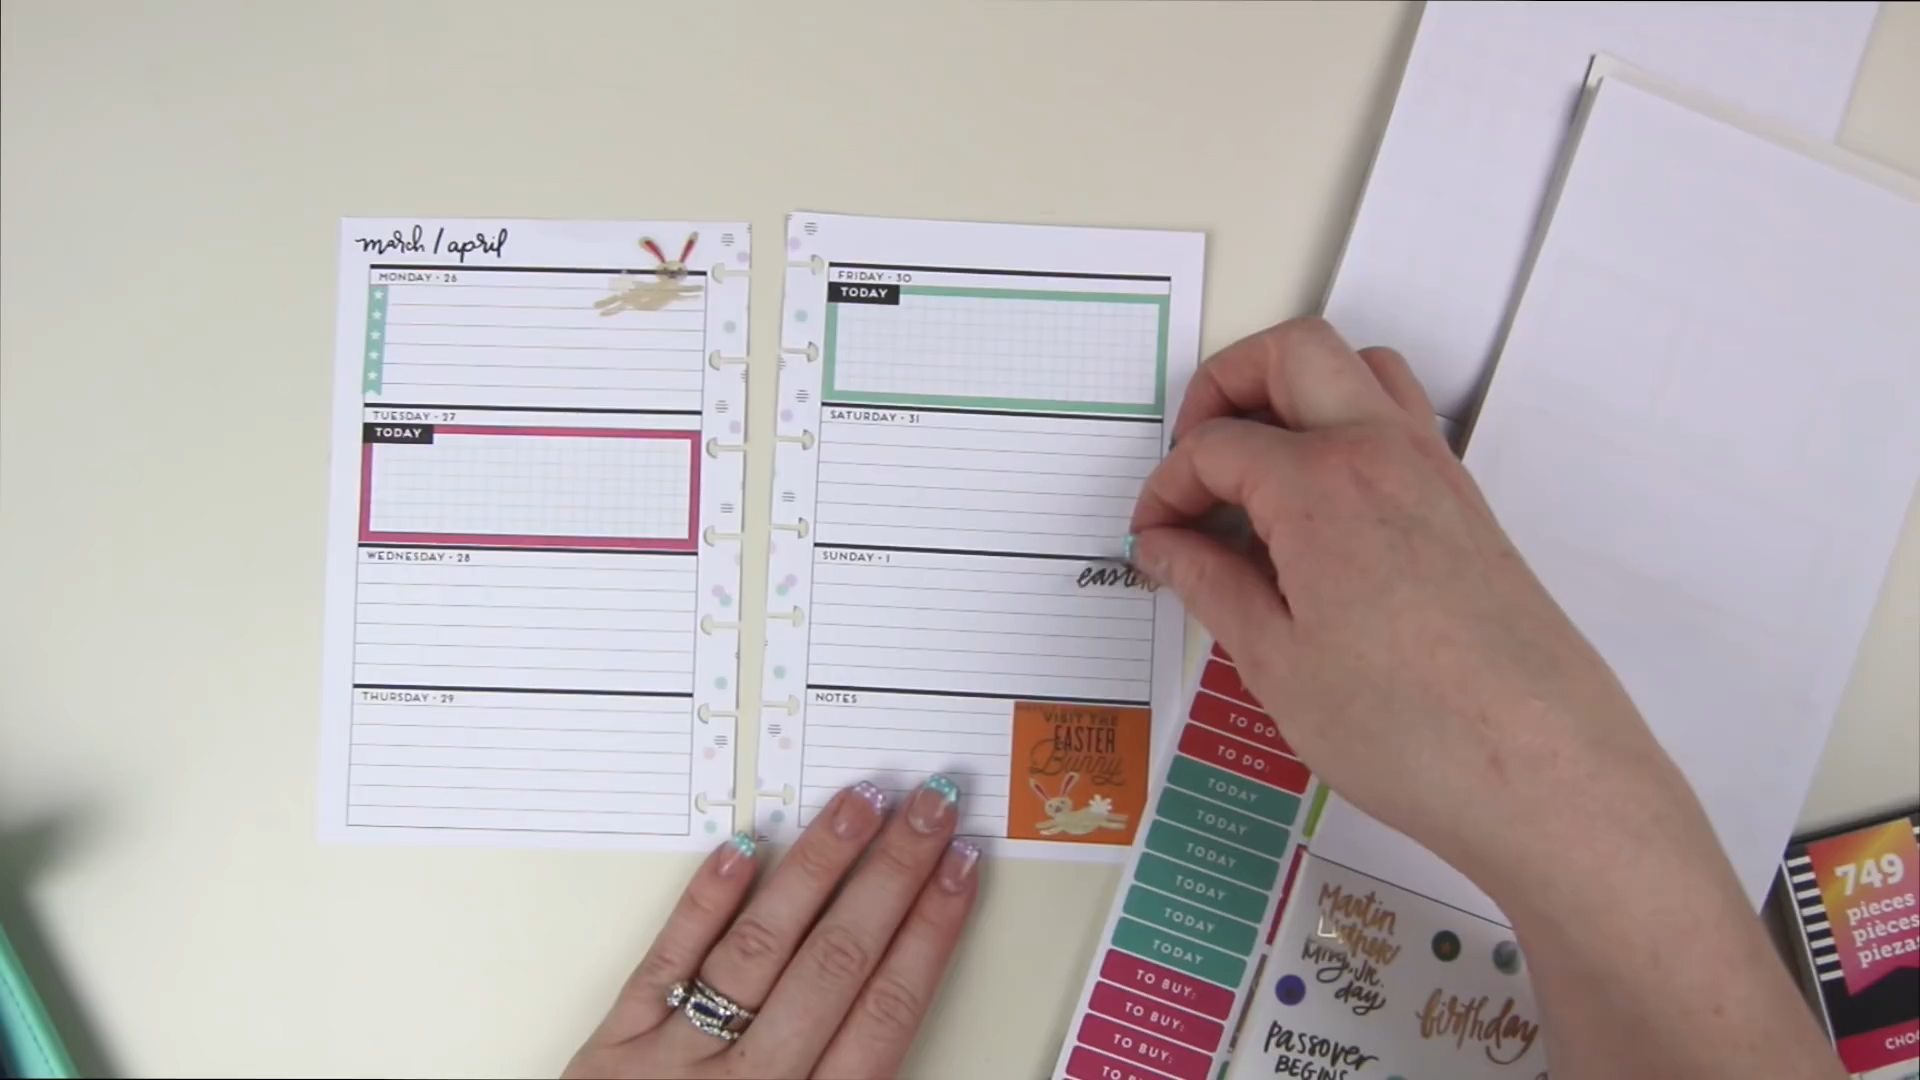 march / april
MONDAY - 26
TUESDAY - 27
TODAY
WEDNESDAY - 28
THURSDAY - 29
FRIDAY - 30
TODAY
SATURDAY - 31
SUNDAY - 1
easter
NOTES
VISIT THE
EASTER
Bunny
TO DO:
TO DO:
TODAY
TODAY
TODAY
TODAY
TODAY
TODAY
TO BUY:
TO BUY:
TO BUY:
Martin
King, Jr.
day
birthday
passover
BEGINS
749
pieces
pièces
piezas